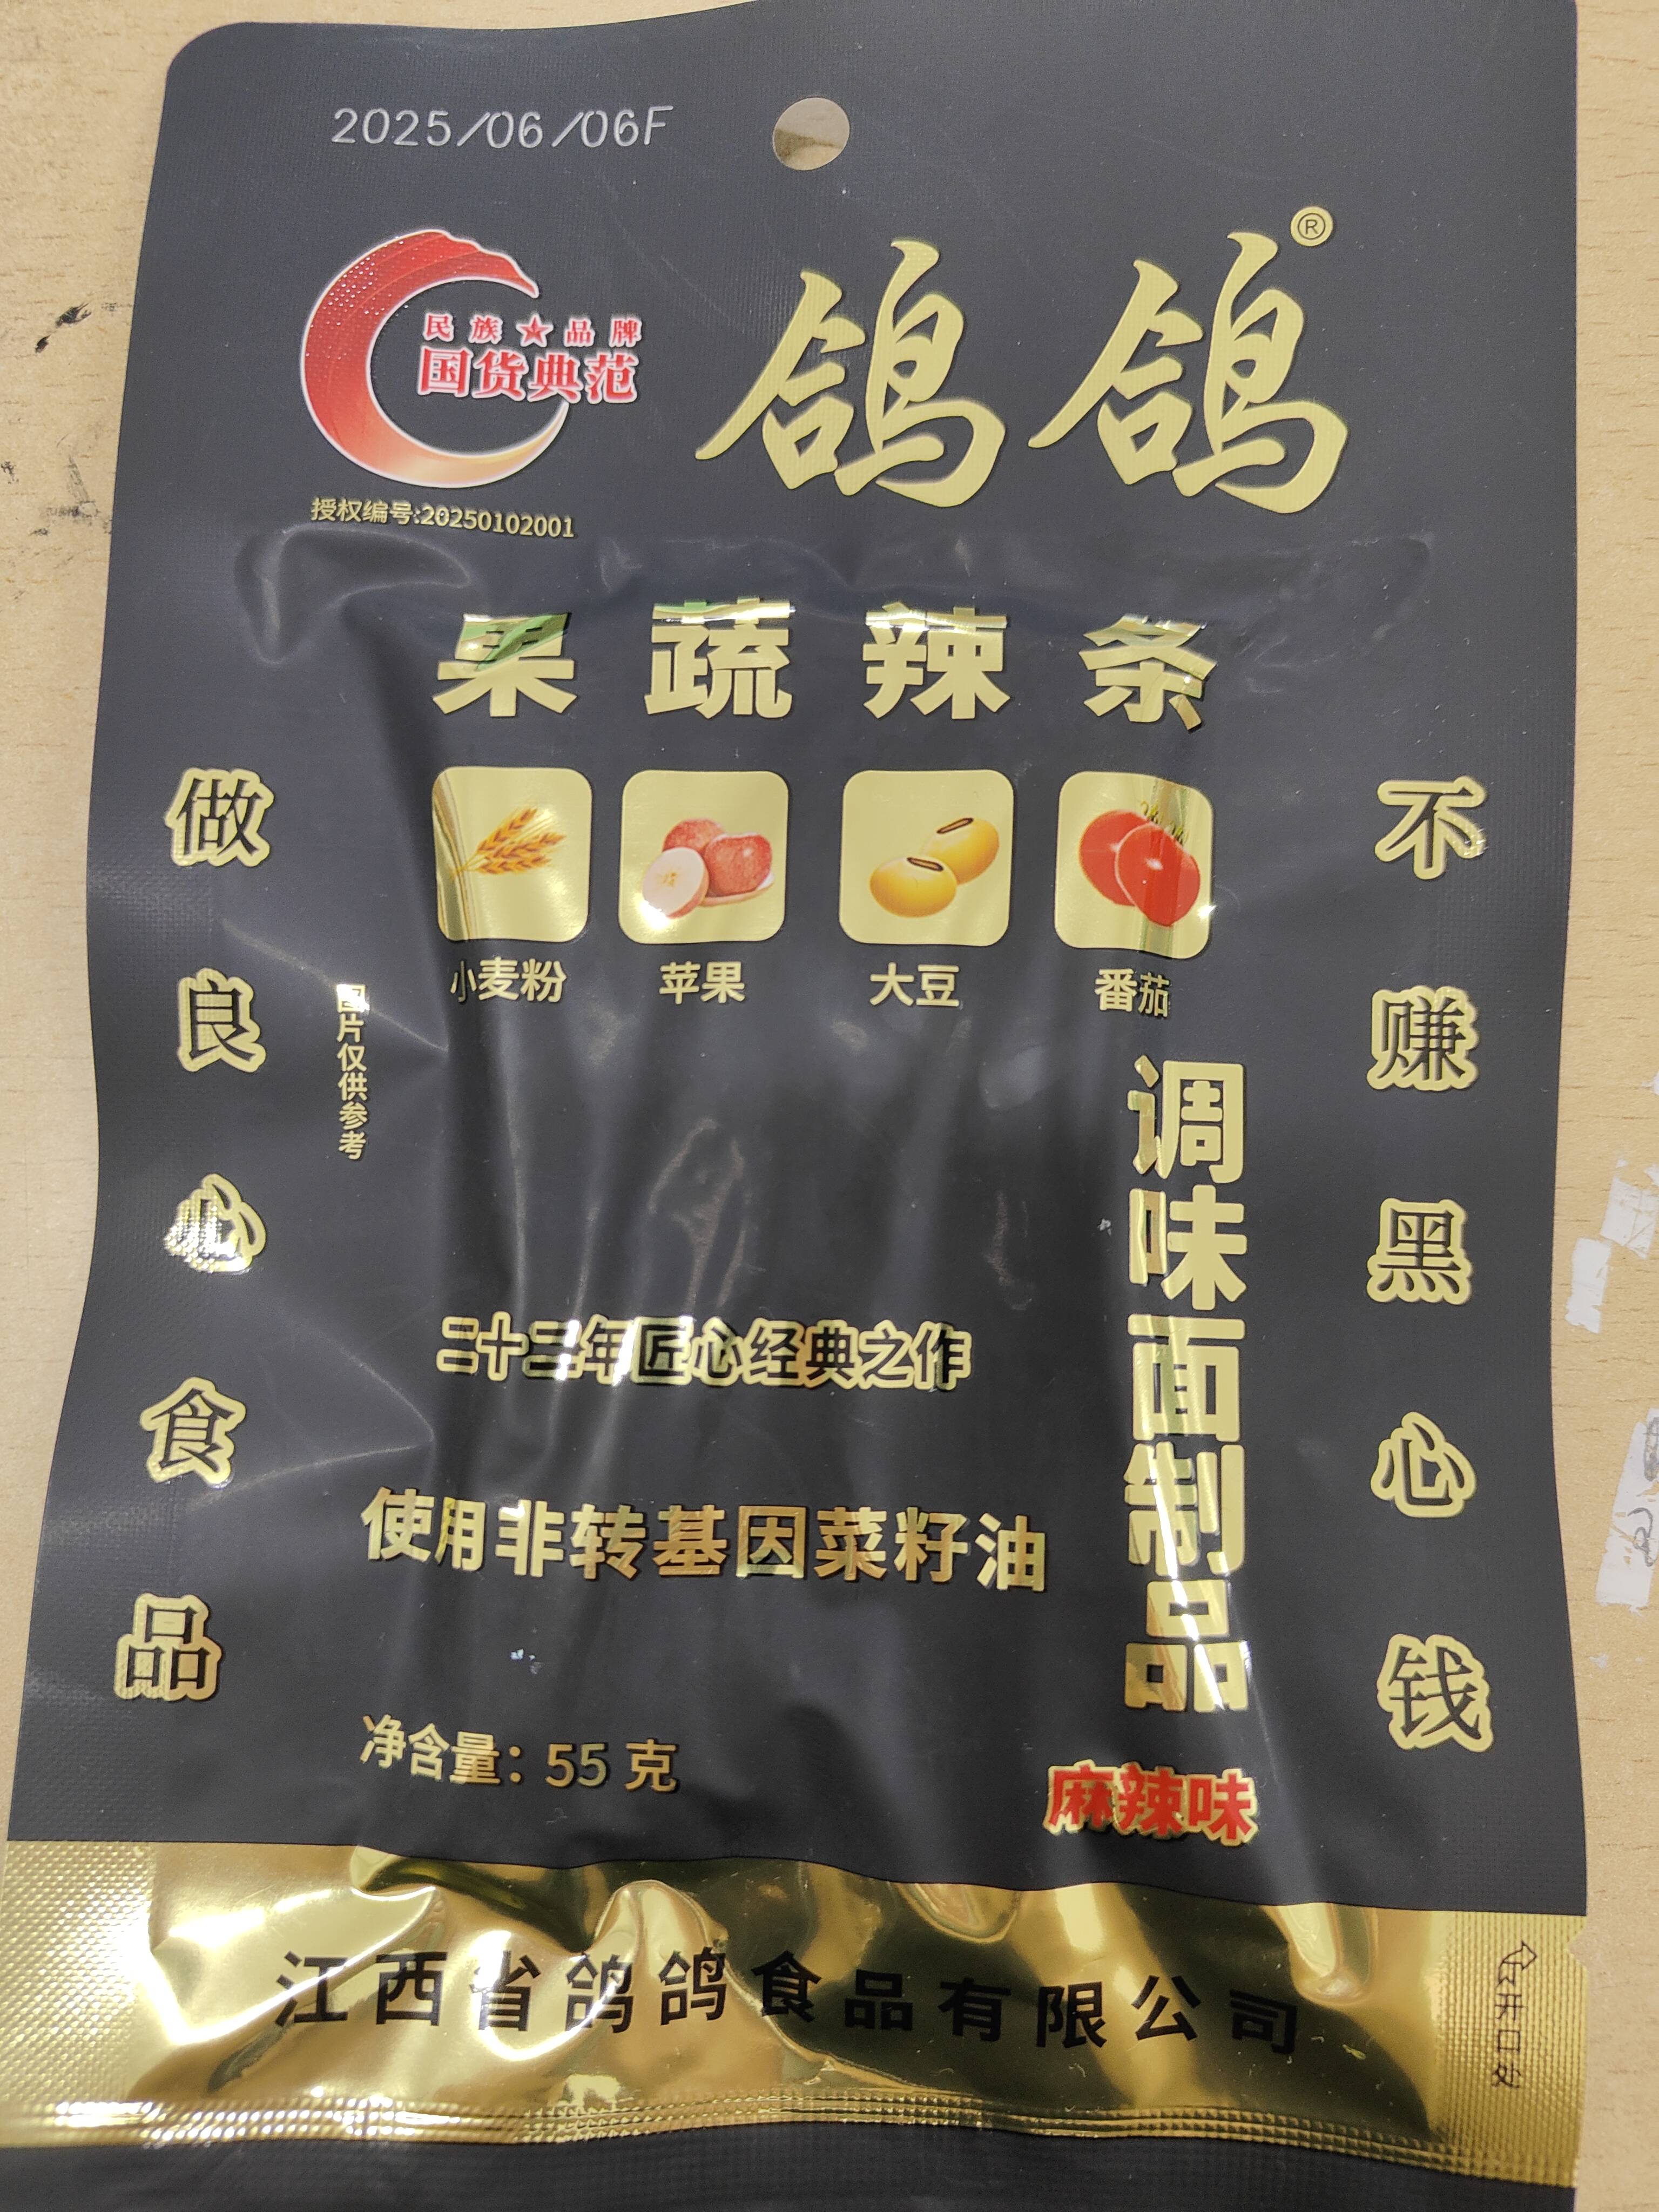 2025/06/06F
鸽鸽®
民族★品牌
国货典范
授权编号:20250102001
果蔬辣条
小麦粉 苹果 大豆 番茄
做良心食品
不赚黑心钱
图片仅供参考
调味面制品
二十二年匠心经典之作
使用非转基因菜籽油
净含量：55 克
麻辣味
江西省鸽鸽食品有限公司
开口处